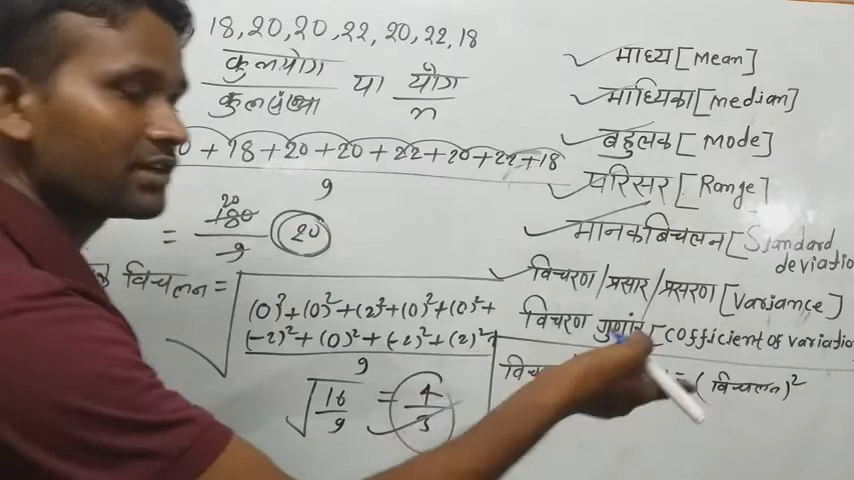 18,20,20,22,20,22,18
कुलयोग / कुलसंख्या या योग / n
0 + 18 + 20 + 20 + 22 + 20 + 22 + 18
9
= 180 / 9 20 (20)
विचलन = √ (0)² + (0)² + (2)² + (0)² + (0)² +
(-2)² + (0)² + (-2)² + (2)²
9
√16/9 = 4/3
माध्य [Mean]
माध्यिका [median]
बहुलक [Mode]
परिसर [Range]
मानक बिचलन [Standard
deviatio
विचरण / प्रसार / प्रसरण [Variance]
विचरण गुणांक [Cofficient of variation
विच = (विचलन)²